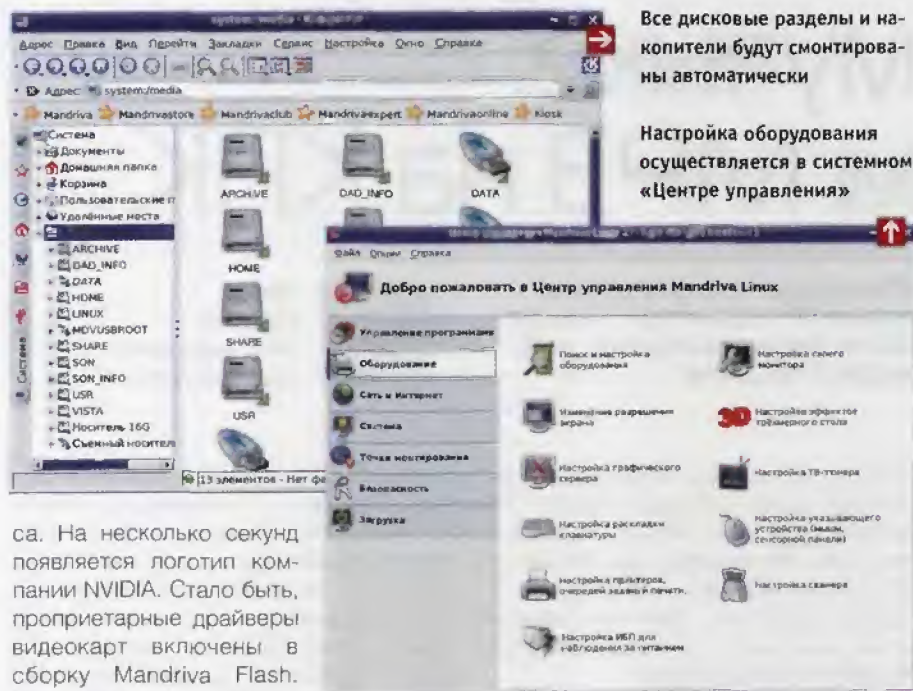 Адрес Правка Вид Перейти Закладки Сервис Настройка Окно Справка
Адрес: system:/media
Mandriva Mandrivastore Mandrivaclub Mandrivaexpert Mandrivaonline Kiosk
Система
Документы
Домашняя папка
Корзина
Пользовательские п
Удалённые места
ARCHIVE
DAD_INFO
DATA
HOME
LINUX
MDVUSBROOT
SHARE
SON
SON_INFO
USR
VISTA
Носитель 16G
Съемный носител
Система
ARCHIVE
DAD_INFO
DATA
HOME
SHARE
USR
13 элементов - Нет фа
Все дисковые разделы и на-
копители будут смонтирова-
ны автоматически
Настройка оборудования
осуществляется в системном
«Центре управления»
Файл Опции Справка
Добро пожаловать в Центр управления Mandriva Linux
Управление программами
Оборудование
Сеть и Интернет
Система
Точки монтирования
Безопасность
Загрузка
Поиск и настройка
оборудования
Настройка своего
монитора
Изменение разрешения
экрана
3D
Настройка эффектов
трёхмерного стола
Настройка графического
сервера
Настройка ТВ-тюнера
Настройка раскладки
клавиатуры
Настройка указывающего
устройства (мыши,
сенсорной панели)
Настройка принтеров,
очередей заданий печати,
Настройка сканера
Настройка ИБП для
наблюдения за питанием
са. На несколько секунд
появляется логотип ком-
пании NVIDIA. Стало быть,
проприетарные драйверы
видеокарт включены в
сборку Mandriva Flash.